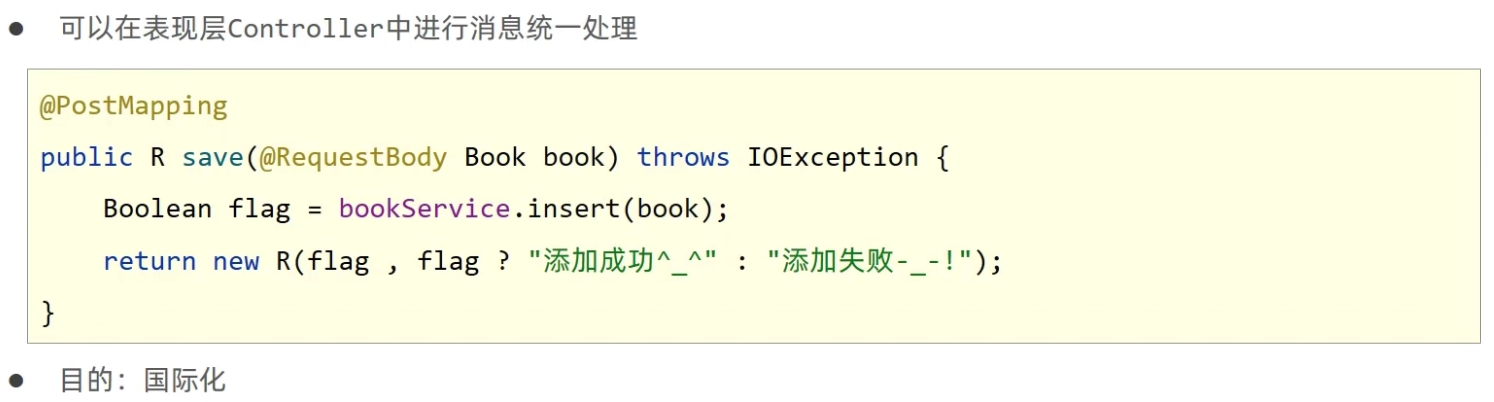 ● 可以在表现层Controller中进行消息统一处理
@PostMapping
public R save(@RequestBody Book book) throws IOException {
    Boolean flag = bookService.insert(book);
    return new R(flag , flag ? "添加成功^_^" : "添加失败-_-!");
}
● 目的：国际化